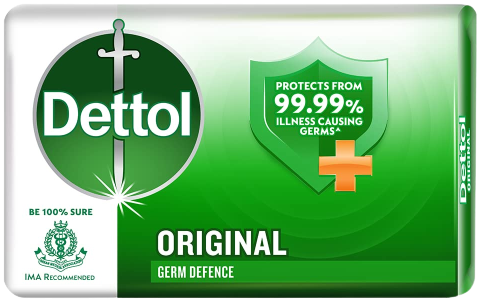 Dettol
PROTECTS FROM
99.99%
ILLNESS CAUSING
GERMS^
BE 100% SURE
IMA RECOMMENDED
ORIGINAL
GERM DEFENCE
Dettol
ORIGINAL